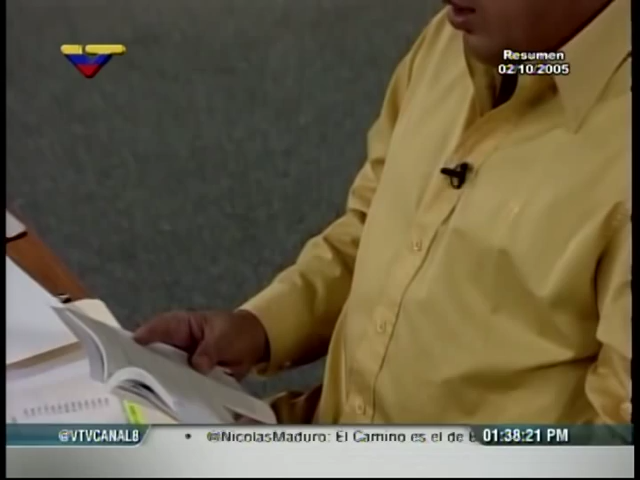 Resumen
02/10/2005
@VTVCANAL8
• @NicolasMaduro: El Camino es el de
01:38:21 PM